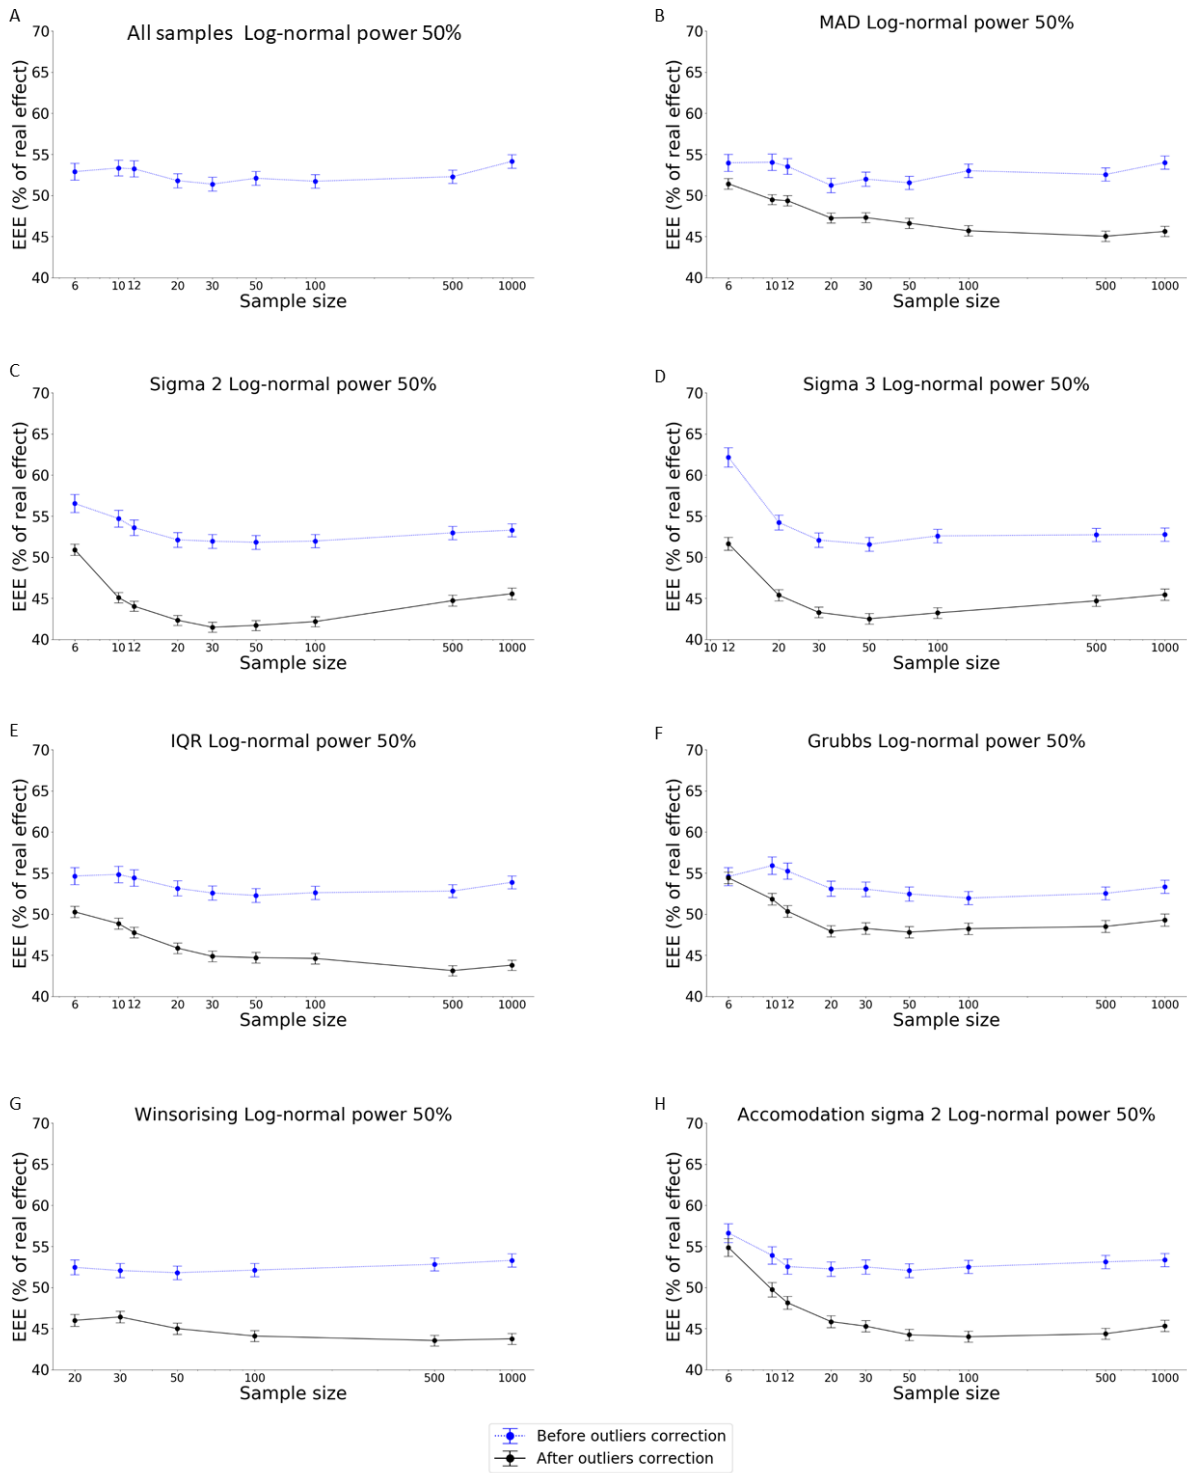 A
All samples  Log-normal power 50%
EEE (% of real effect)
70
65
60
55
50
45
40
6 10 12 20 30 50 100 500 1000
Sample size
B
MAD Log-normal power 50%
EEE (% of real effect)
70
65
60
55
50
45
40
6 10 12 20 30 50 100 500 1000
Sample size
C
Sigma 2 Log-normal power 50%
EEE (% of real effect)
70
65
60
55
50
45
40
6 10 12 20 30 50 100 500 1000
Sample size
D
Sigma 3 Log-normal power 50%
EEE (% of real effect)
70
65
60
55
50
45
40
10 12 20 30 50 100 500 1000
Sample size
E
IQR Log-normal power 50%
EEE (% of real effect)
70
65
60
55
50
45
40
6 10 12 20 30 50 100 500 1000
Sample size
F
Grubbs Log-normal power 50%
EEE (% of real effect)
70
65
60
55
50
45
40
6 10 12 20 30 50 100 500 1000
Sample size
G
Winsorising Log-normal power 50%
EEE (% of real effect)
70
65
60
55
50
45
40
20 30 50 100 500 1000
Sample size
H
Accomodation sigma 2 Log-normal power 50%
EEE (% of real effect)
70
65
60
55
50
45
40
6 10 12 20 30 50 100 500 1000
Sample size
Before outliers correction
After outliers correction